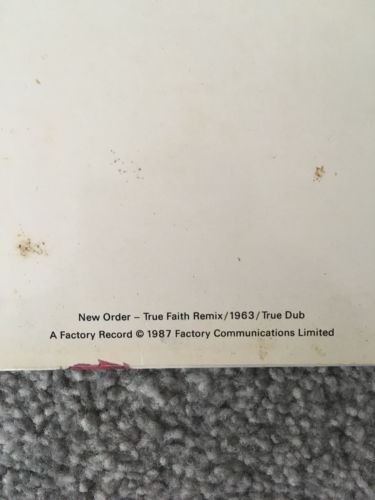 New Order – True Faith Remix/1963/True Dub
A Factory Record © 1987 Factory Communications Limited